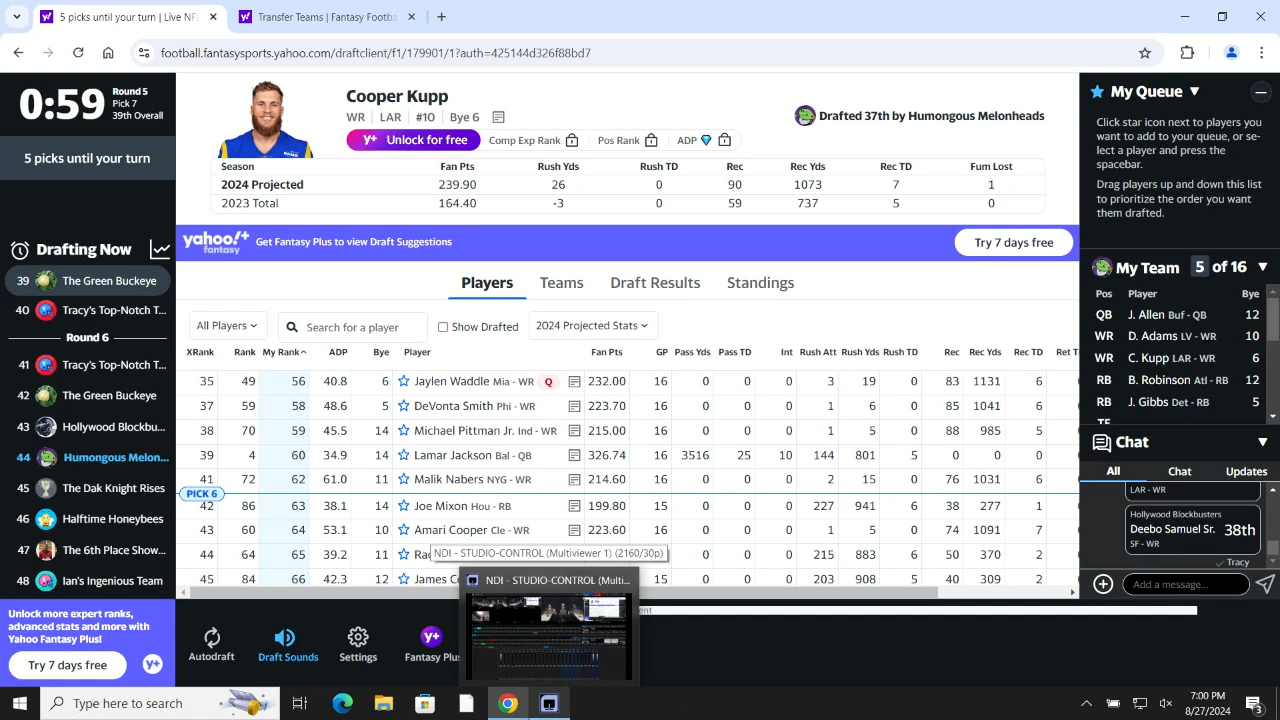 5 picks until your turn | Live NFL
Transfer Teams | Fantasy Footb
football.fantasysports.yahoo.com/draftclient/f1/179901/1?auth=425144d326f88bd7
0:59
Round 5
Pick 7
39th Overall
5 picks until your turn
Drafting Now
39 The Green Buckeye
40 Tracy's Top-Notch T...
Round 6
41 Tracy's Top-Notch T...
42 The Green Buckeye
43 Hollywood Blockbu...
44 Humongous Melon...
45 The Dak Knight Rises
46 Halftime Honeybees
47 The 6th Place Show...
48 Ian's Ingenious Team
Unlock more expert ranks, advanced stats and more with Yahoo Fantasy Plus!
Try 7 days free
Y+
Cooper Kupp
WR LAR #10 Bye 6
Y+ Unlock for free Comp Exp Rank Pos Rank ADP
Drafted 37th by Humongous Melonheads
Season Fan Pts Rush Yds Rush TD Rec Rec Yds Rec TD Fum Lost
2024 Projected 239.90 26 0 90 1073 7 1
2023 Total 164.40 -3 0 59 737 5 0
yahoo!+ fantasy Get Fantasy Plus to view Draft Suggestions Try 7 days free
Players Teams Draft Results Standings
All Players Search for a player Show Drafted 2024 Projected Stats
XRank Rank My Rank ADP Bye Player Fan Pts GP Pass Yds Pass TD Int Rush Att Rush Yds Rush TD Rec Rec Yds Rec TD Ret T
35 49 56 40.8 6 Jaylen Waddle Mia - WR Q 232.00 16 0 0 0 3 19 0 83 1131 6
37 59 58 48.6 5 DeVonta Smith Phi - WR 223.70 16 0 0 0 1 6 0 85 1041 6
38 70 59 45.5 14 Michael Pittman Jr. Ind - WR 215.00 16 0 0 0 1 5 0 88 985 5
39 4 60 34.9 14 Lamar Jackson Bal - QB 326.74 16 3516 25 10 144 801 5 0 0 0
41 72 62 61.0 11 Malik Nabers NYG - WR 214.60 16 0 0 0 2 15 0 76 1031 6
PICK 6
42 86 63 38.1 14 Joe Mixon Hou - RB 199.80 15 0 0 0 227 941 6 38 277 1
43 60 64 53.1 10 Amari Cooper Cle - WR 223.60 16 0 0 0 1 5 0 74 1091 7
44 64 65 39.2 11 Rac 16 0 0 0 215 883 6 50 370 2
45 84 66 42.3 12 James C 15 0 0 0 203 908 5 40 309 2
NDI - STUDIO-CONTROL (Multiviewer 1) (2160/30p)
NDI - STUDIO-CONTROL (Multi...
ent
Autodraft Draft Sounds Settings Fantasy Plus
My Queue
Click star icon next to players you want to add to your queue, or se-
lect a player and press the spacebar.
Drag players up and down this list to prioritize the order you want them drafted.
My Team 5 of 16
Pos Player Bye
QB J. Allen Buf - QB 12
WR D. Adams LV - WR 10
WR C. Kupp LAR - WR 6
RB B. Robinson Atl - RB 12
RB J. Gibbs Det - RB 5
TE
Chat
All Chat Updates
LAR - WR
Hollywood Blockbusters
Deebo Samuel Sr. 38th
SF - WR
Tracy
Add a message...
Type here to search
7:00 PM
8/27/2024
3